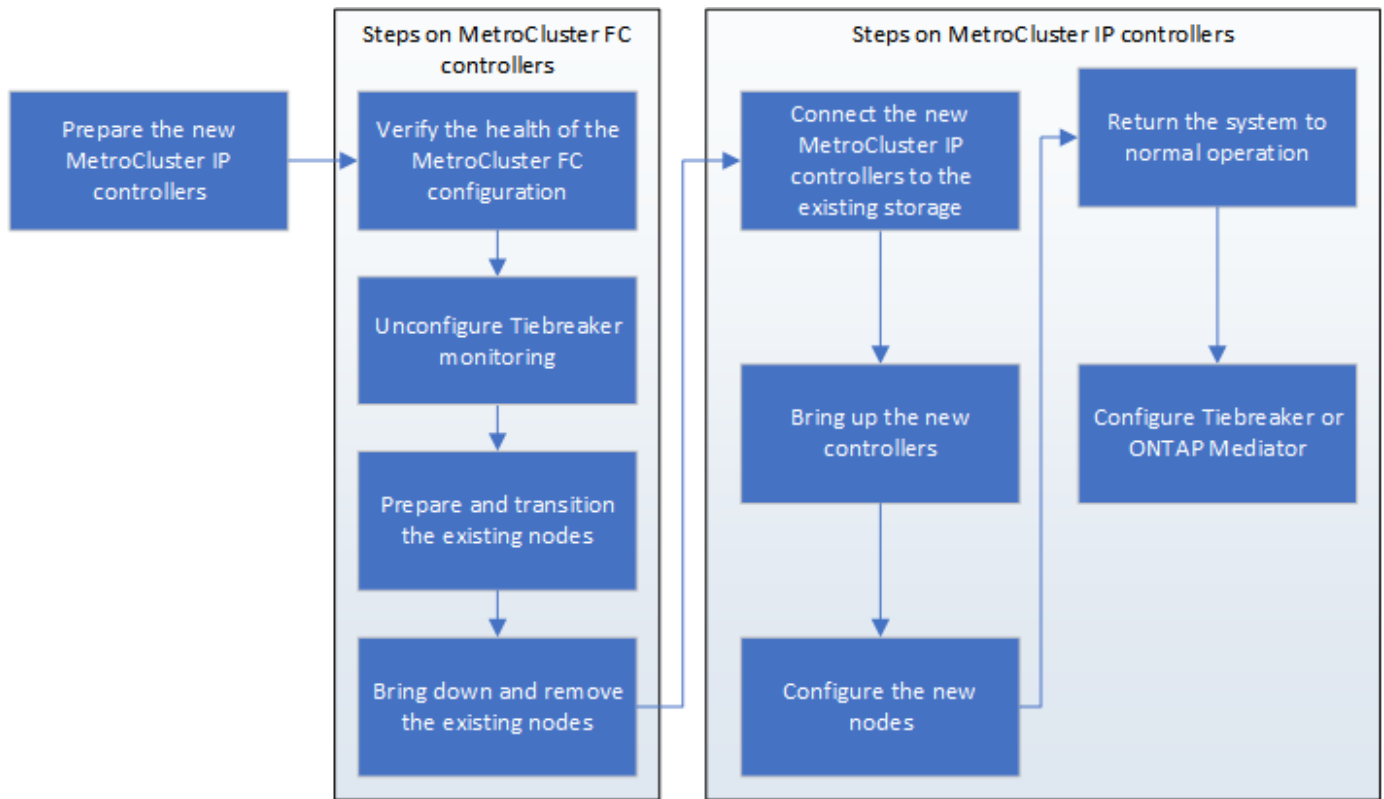 Prepare the new
MetroCluster IP
controllers
Steps on MetroCluster FC
controllers
Verify the health of the
MetroCluster FC
configuration
Unconfigure Tiebreaker
monitoring
Prepare and transition
the existing nodes
Bring down and remove
the existing nodes
Steps on MetroCluster IP controllers
Connect the new
MetroCluster IP
controllers to the
existing storage
Bring up the new
controllers
Configure the new
nodes
Return the system to
normal operation
Configure Tiebreaker or
ONTAP Mediator